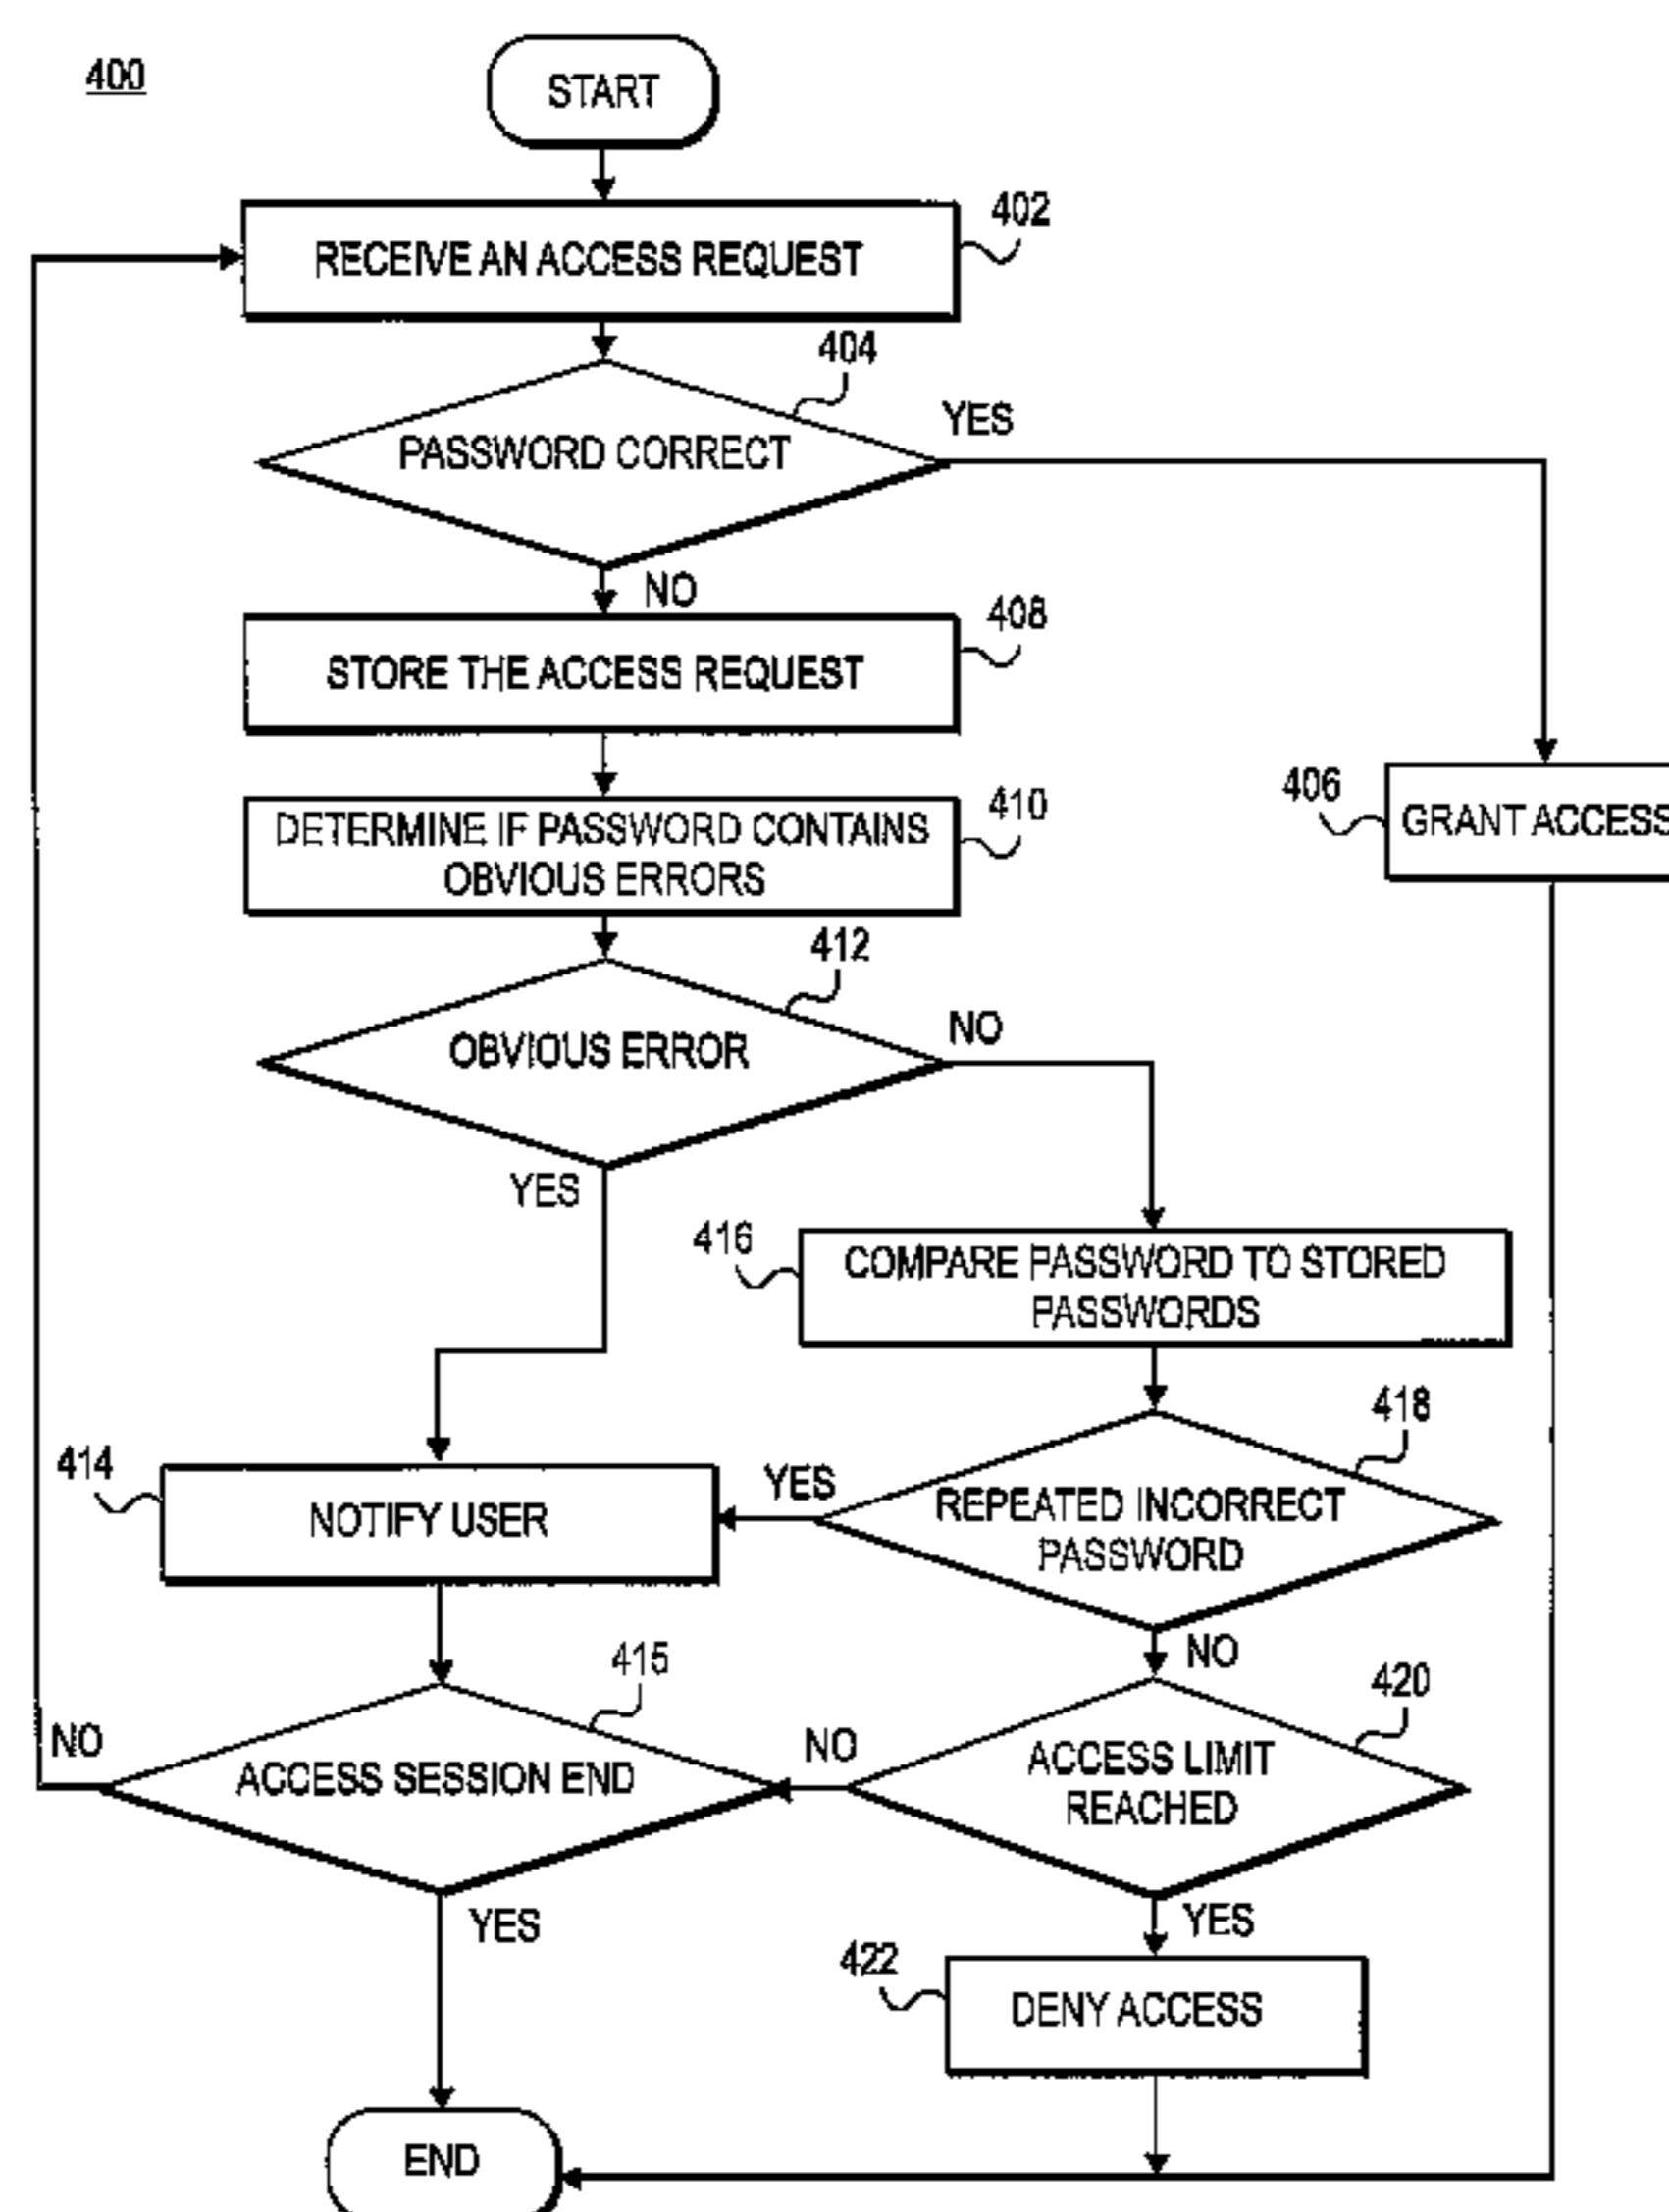 400
START
402
RECEIVE AN ACCESS REQUEST
404
PASSWORD CORRECT
YES
NO
408
STORE THE ACCESS REQUEST
406
GRANT ACCESS
410
DETERMINE IF PASSWORD CONTAINS
OBVIOUS ERRORS
412
OBVIOUS ERROR
NO
YES
416
COMPARE PASSWORD TO STORED
PASSWORDS
418
414
NOTIFY USER
YES
REPEATED INCORRECT
PASSWORD
NO
415
420
NO
ACCESS SESSION END
NO
ACCESS LIMIT
REACHED
YES
YES
422
DENY ACCESS
END